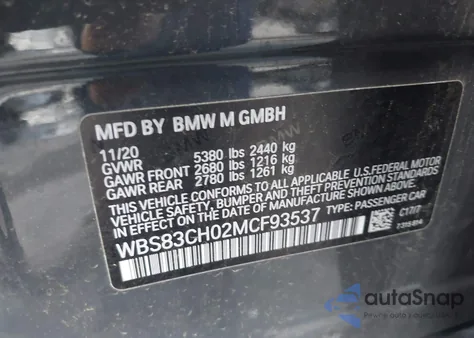 MFD BY BMW M GMBH
11/20
GVWR 5380 lbs 2440 kg
GAWR FRONT 2680 lbs 1216 kg
GAWR REAR 2780 lbs 1261 kg
THIS VEHICLE CONFORMS TO ALL APPLICABLE U.S. FEDERAL MOTOR
VEHICLE SAFETY, BUMPER, AND THEFT PREVENTION STANDARDS
IN EFFECT ON THE DATE OF MANUFACTURE SHOWN ABOVE.
WBS83CH02MCF93537 TYPE: PASSENGER CAR
autoSnap